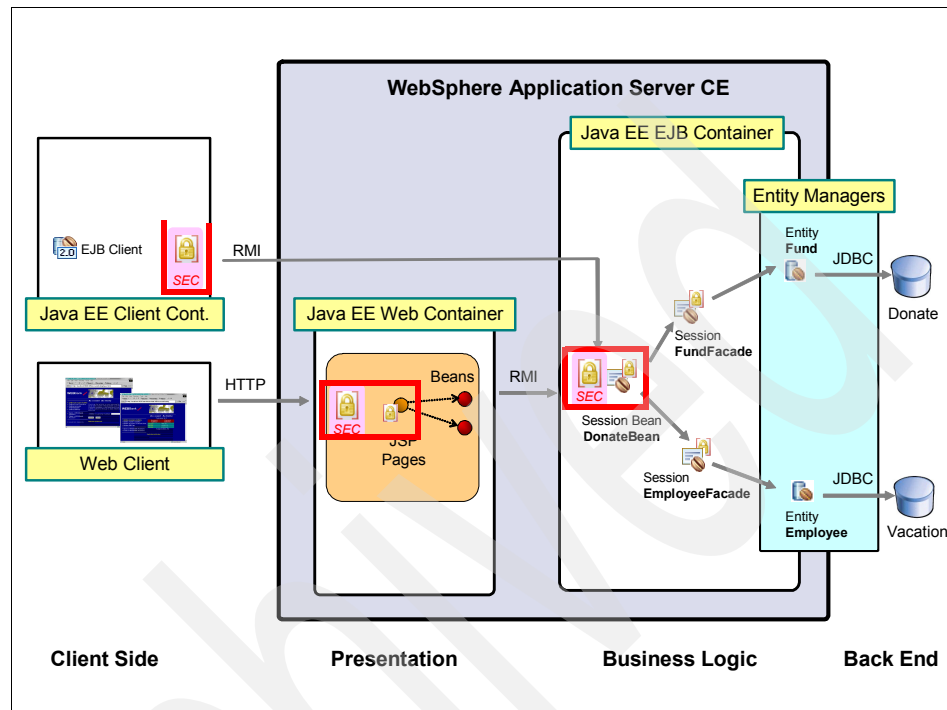 WebSphere Application Server CE
Java EE EJB Container
Entity Managers
EJB Client
2.0
SEC
RMI
Java EE Client Cont.
Entity
Fund
JDBC
Donate
Java EE Web Container
Session
FundFacade
HTTP
Beans
RMI
SEC
JSP
Pages
SEC
Session Bean
DonateBean
Web Client
Session
EmployeeFacade
JDBC
Entity
Employee
Vacation
Client Side
Presentation
Business Logic
Back End